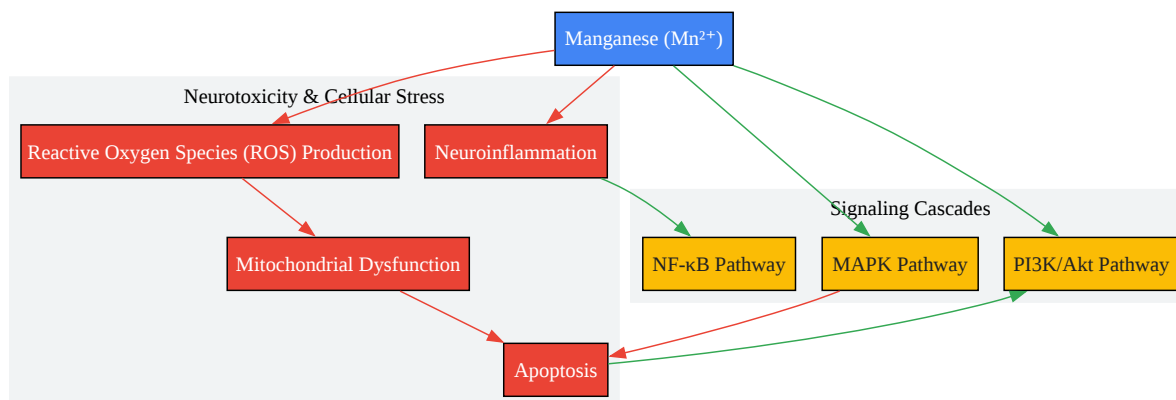 Manganese (Mn²⁺)
Neurotoxicity & Cellular Stress
Reactive Oxygen Species (ROS) Production
Neuroinflammation
Signaling Cascades
Mitochondrial Dysfunction
NF-κB Pathway
MAPK Pathway
PI3K/Akt Pathway
Apoptosis